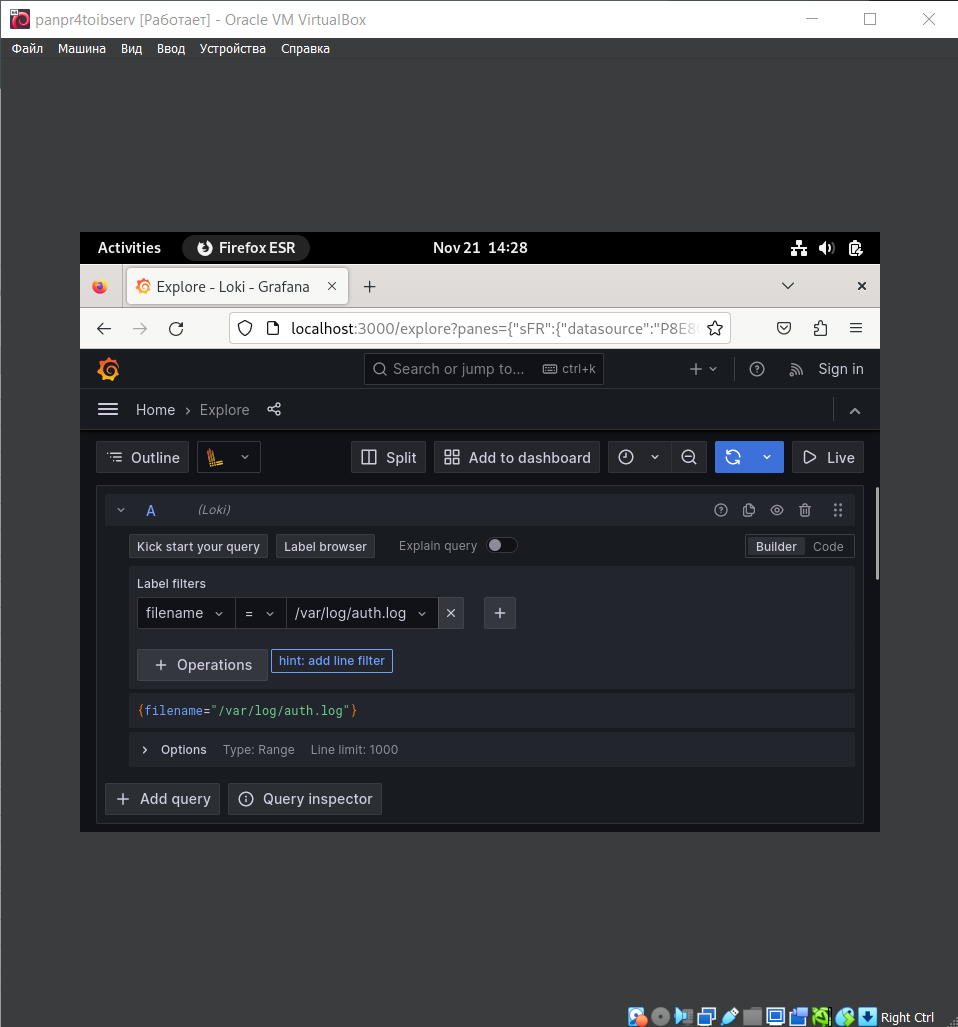 panpr4toibserv [Работает] - Oracle VM VirtualBox
Файл Машина Вид Ввод Устройства Справка
Activities Firefox ESR Nov 21 14:28
Explore - Loki - Grafana
localhost:3000/explore?panes={"sFR":{"datasource":"P8E8
Search or jump to... ctrl+k Sign in
Home › Explore
Outline Split Add to dashboard Live
A (Loki)
Kick start your query Label browser Explain query Builder Code
Label filters
filename = /var/log/auth.log
+ Operations hint: add line filter
{filename="/var/log/auth.log"}
Options Type: Range Line limit: 1000
+ Add query Query inspector
Right Ctrl